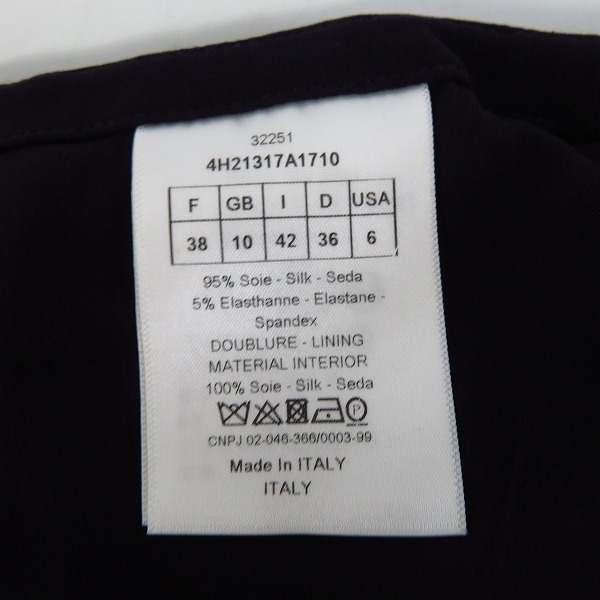 32251
4H21317A1710
F GB I D USA
38 10 42 36 6
95% Soie - Silk - Seda
5% Elasthanne - Elastane -
Spandex
DOUBLURE - LINING
MATERIAL INTERIOR
100% Soie - Silk - Seda
P
CNPJ 02-046-366/0003-99
Made In ITALY
ITALY